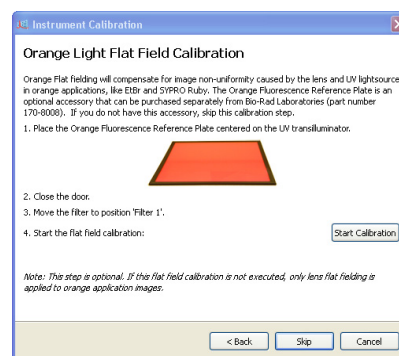 Instrument Calibration
Orange Light Flat Field Calibration
Orange Flat fielding will compensate for image non-uniformity caused by the lens and UV lightsource
in orange applications, like EtBr and SYPRO Ruby. The Orange Fluorescence Reference Plate is an
optional accessory that can be purchased separately from Bio-Rad Laboratories (part number
170-8008). If you do not have this accessory, skip this calibration step.
1. Place the Orange Fluorescence Reference Plate centered on the UV transilluminator.
2. Close the door.
3. Move the filter to position 'Filter 1'.
4. Start the flat field calibration:
Start Calibration
Note: This step is optional. If this flat field calibration is not executed, only lens flat fielding is
applied to orange application images.
< Back
Skip
Cancel